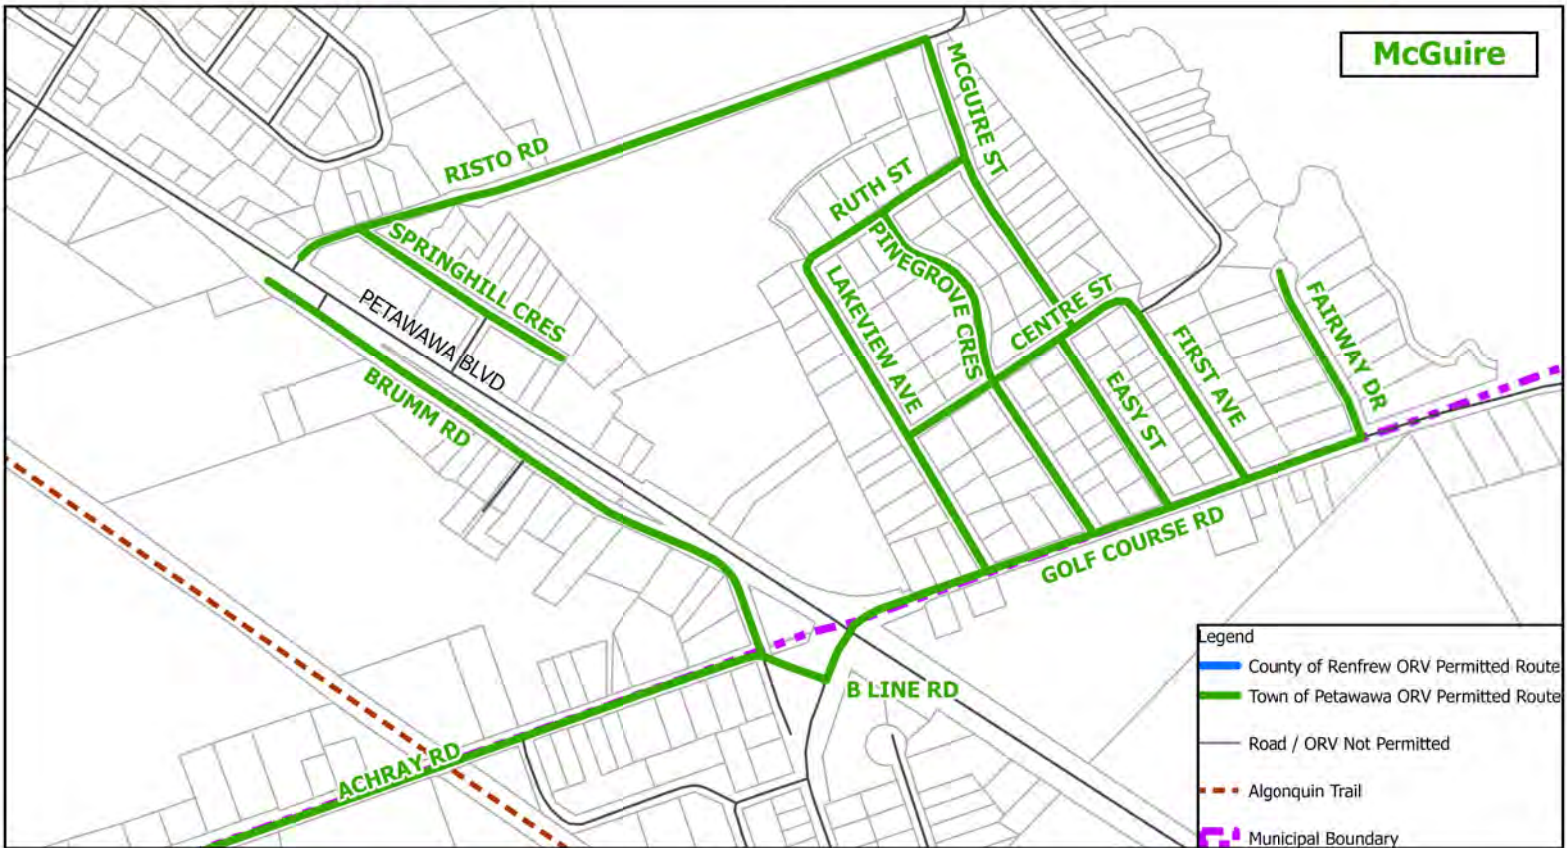 McGuire
MCGUIRE ST
RISTO RD
RUTH ST
SPRINGHILL CRES
PINEGROVE CRES
LAKEVIEW AVE
CENTRE ST
FAIRWAY DR
PETAWAWA BLVD
FIRST AVE
BRUMM RD
EASY ST
GOLF COURSE RD
B LINE RD
ACHRAY RD
Legend
County of Renfrew ORV Permitted Route
Town of Petawawa ORV Permitted Route
Road / ORV Not Permitted
Algonquin Trail
Municipal Boundary